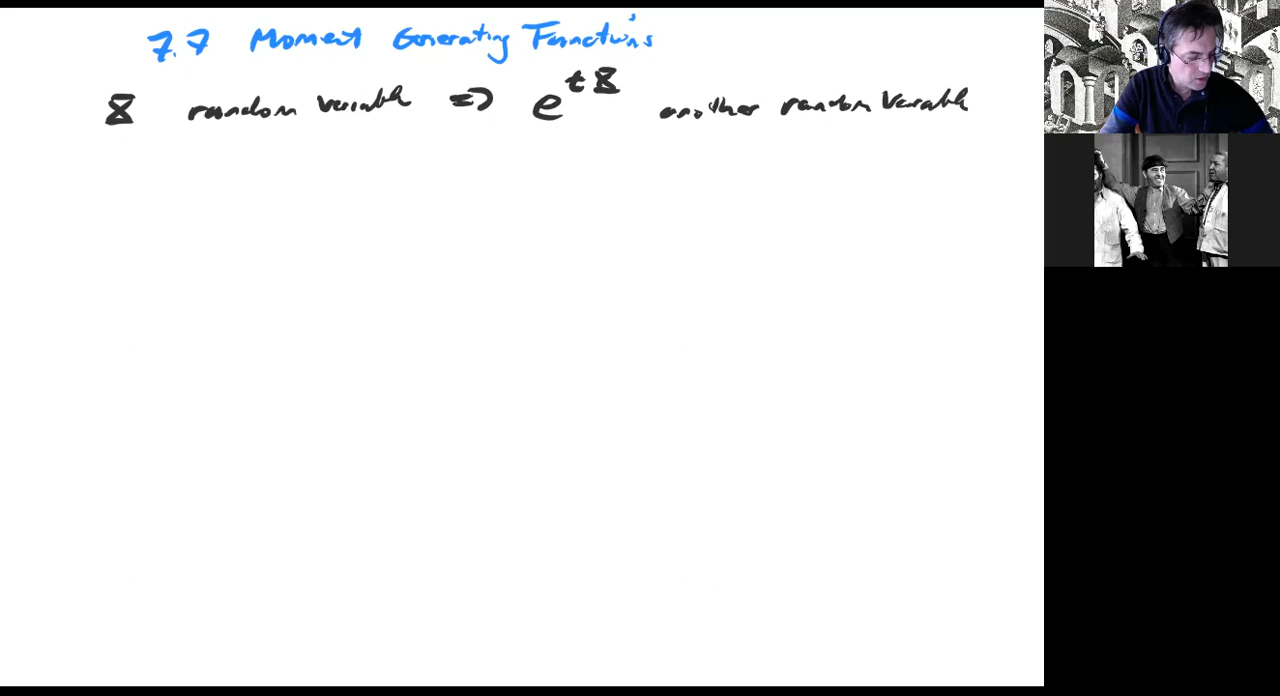 7.7 Moment Generating Functions
X random variable => e^{tX} another random variable